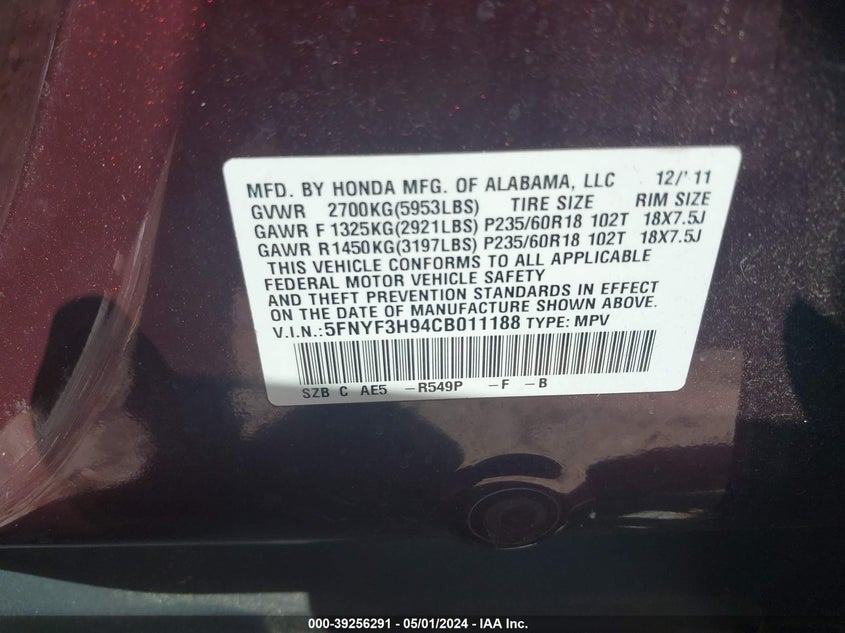 MFD. BY HONDA MFG. OF ALABAMA, LLC 12/'11
GVWR 2700KG(5953LBS) TIRE SIZE RIM SIZE
GAWR F 1325KG(2921LBS) P235/60R18 102T 18X7.5J
GAWR R1450KG(3197LBS) P235/60R18 102T 18X7.5J
THIS VEHICLE CONFORMS TO ALL APPLICABLE
FEDERAL MOTOR VEHICLE SAFETY
AND THEFT PREVENTION STANDARDS IN EFFECT
ON THE DATE OF MANUFACTURE SHOWN ABOVE.
V.I.N.:5FNYF3H94CB011188 TYPE: MPV
SZB C AE5 –R549P –F –B
000-39256291 - 05/01/2024 - IAA Inc.